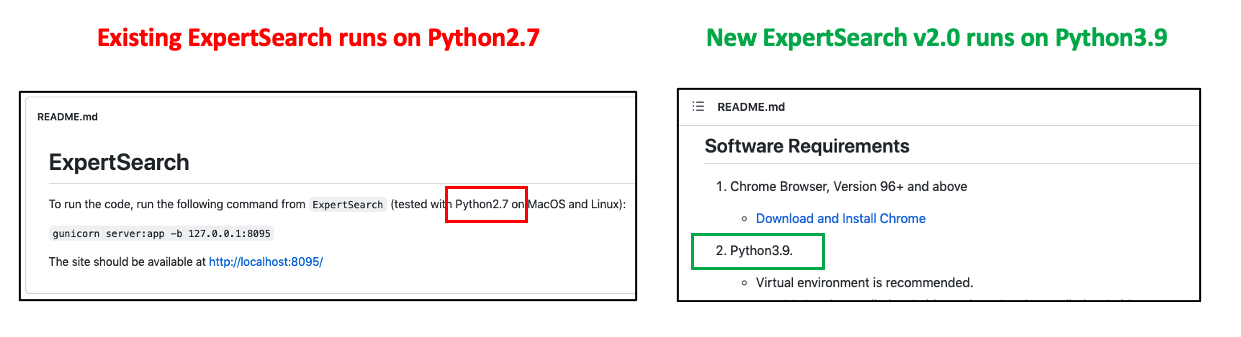 Existing ExpertSearch runs on Python2.7
New ExpertSearch v2.0 runs on Python3.9
README.md
ExpertSearch
To run the code, run the following command from ExpertSearch (tested with Python2.7 on MacOS and Linux):
gunicorn server:app -b 127.0.0.1:8095
The site should be available at http://localhost:8095/
README.md
Software Requirements
1. Chrome Browser, Version 96+ and above
Download and Install Chrome
2. Python3.9.
Virtual environment is recommended.